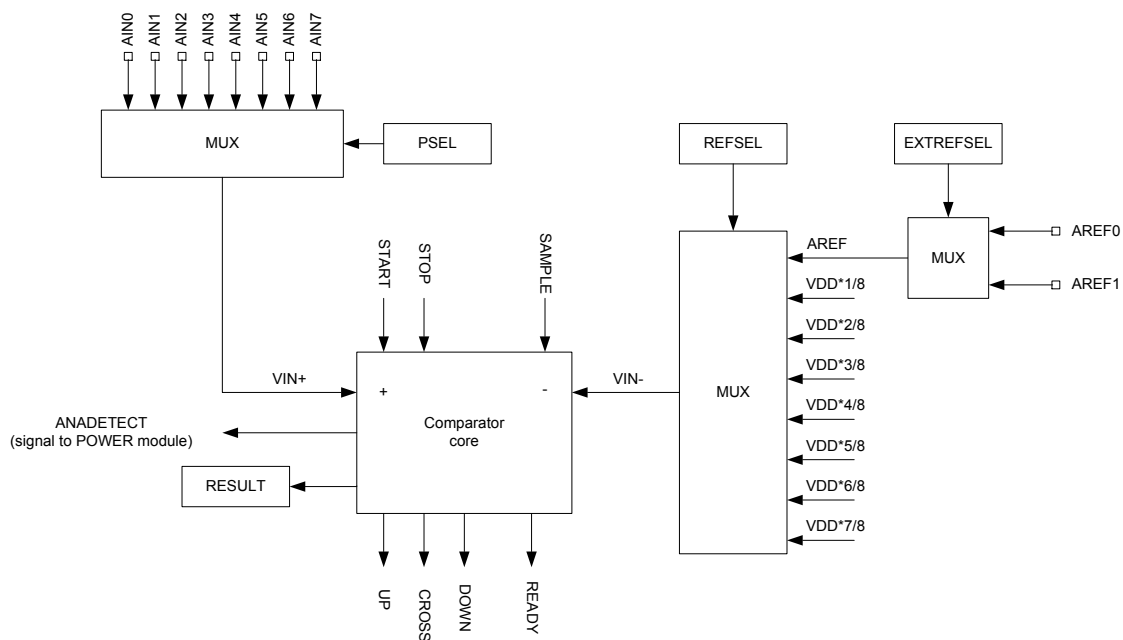 AIN0
AIN1
AIN2
AIN3
AIN4
AIN5
AIN6
AIN7
MUX
PSEL
REFSEL
EXTREFSEL
MUX
AREF0
AREF1
AREF
VDD*1/8
VDD*2/8
VDD*3/8
VDD*4/8
VDD*5/8
VDD*6/8
VDD*7/8
MUX
START
STOP
SAMPLE
VIN+
VIN-
+
-
Comparator
core
ANADETECT
(signal to POWER module)
RESULT
UP
CROSS
DOWN
READY